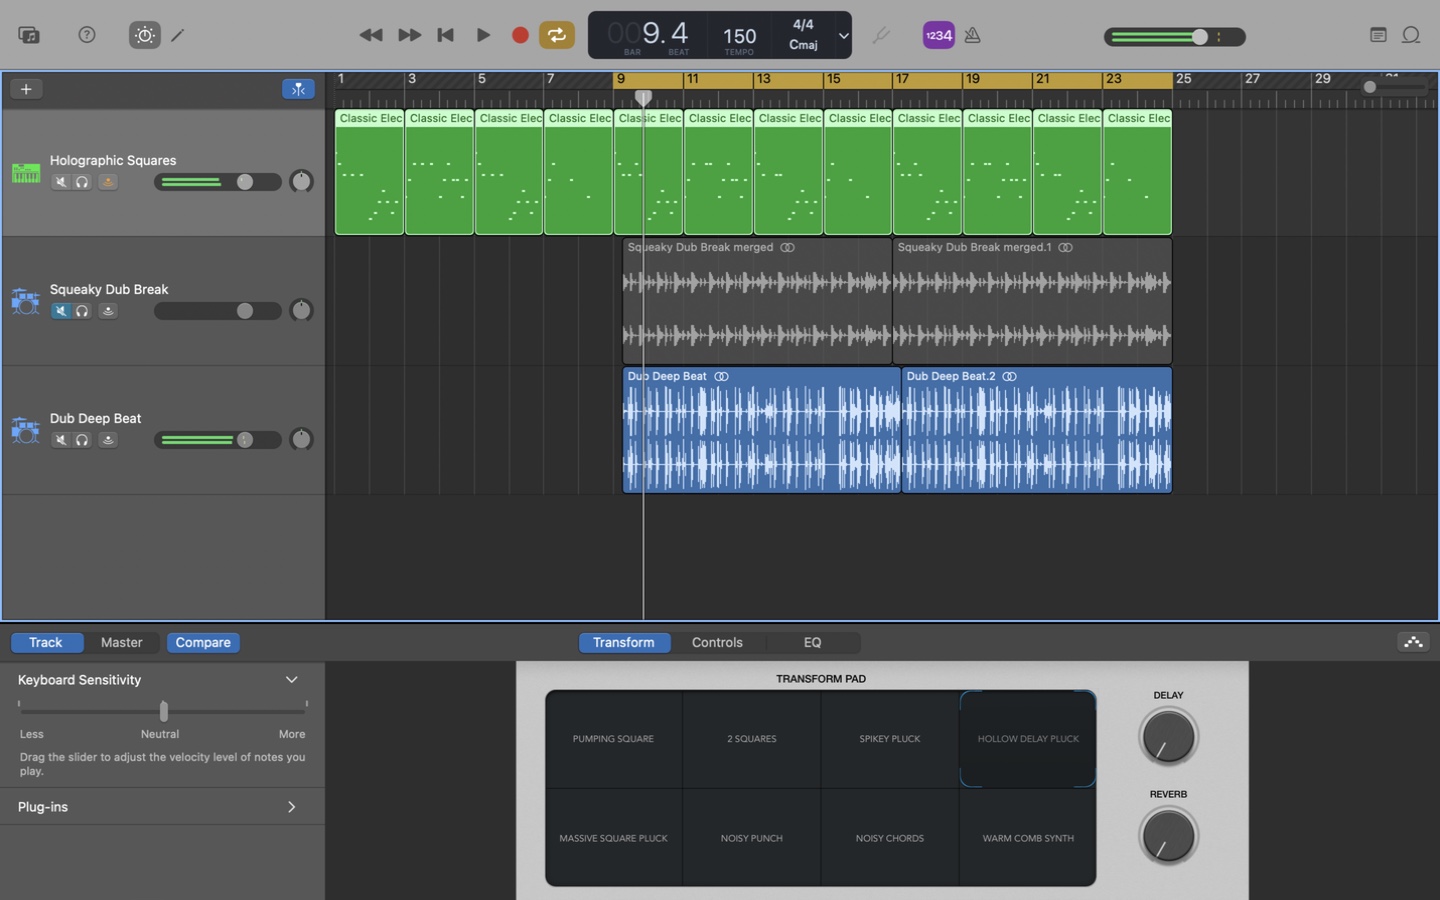 009. 4
BAR
BEAT
150
TEMPO
4/4
Cmaj
1234
1 3 5 7 9 11 13 15 17 19 21 23 25 27 29
Classic Elec Classic Elec Classic Elec Classic Elec Classic Elec Classic Elec Classic Elec Classic Elec Classic Elec Classic Elec Classic Elec Classic Elec
Holographic Squares
Squeaky Dub Break merged
Squeaky Dub Break merged.1
Squeaky Dub Break
Dub Deep Beat
Dub Deep Beat.2
Dub Deep Beat
Track Master Compare
Transform Controls EQ
Keyboard Sensitivity
Less Neutral More
Drag the slider to adjust the velocity level of notes you
play.
Plug-ins
TRANSFORM PAD
PUMPING SQUARE
2 SQUARES
SPIKEY PLUCK
HOLLOW DELAY PLUCK
MASSIVE SQUARE PLUCK
NOISY PUNCH
NOISY CHORDS
WARM COMB SYNTH
DELAY
REVERB